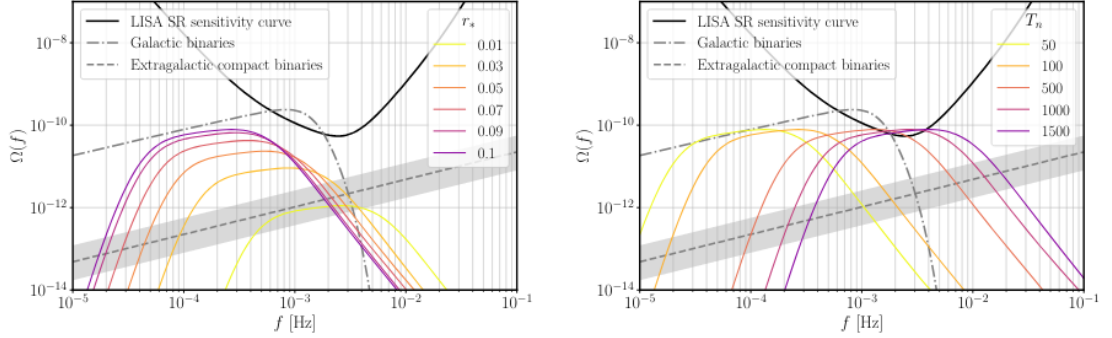 LISA SR sensitivity curve
Galactic binaries
Extragalactic compact binaries
r*
0.01
0.03
0.05
0.07
0.09
0.1
10⁻⁸
10⁻¹⁰
10⁻¹²
10⁻¹⁴
Ω(f)
10⁻⁵
10⁻⁴
10⁻³
10⁻²
10⁻¹
f [Hz]
LISA SR sensitivity curve
Galactic binaries
Extragalactic compact binaries
Tₙ
50
100
500
1000
1500
10⁻⁸
10⁻¹⁰
10⁻¹²
10⁻¹⁴
Ω(f)
10⁻⁵
10⁻⁴
10⁻³
10⁻²
10⁻¹
f [Hz]